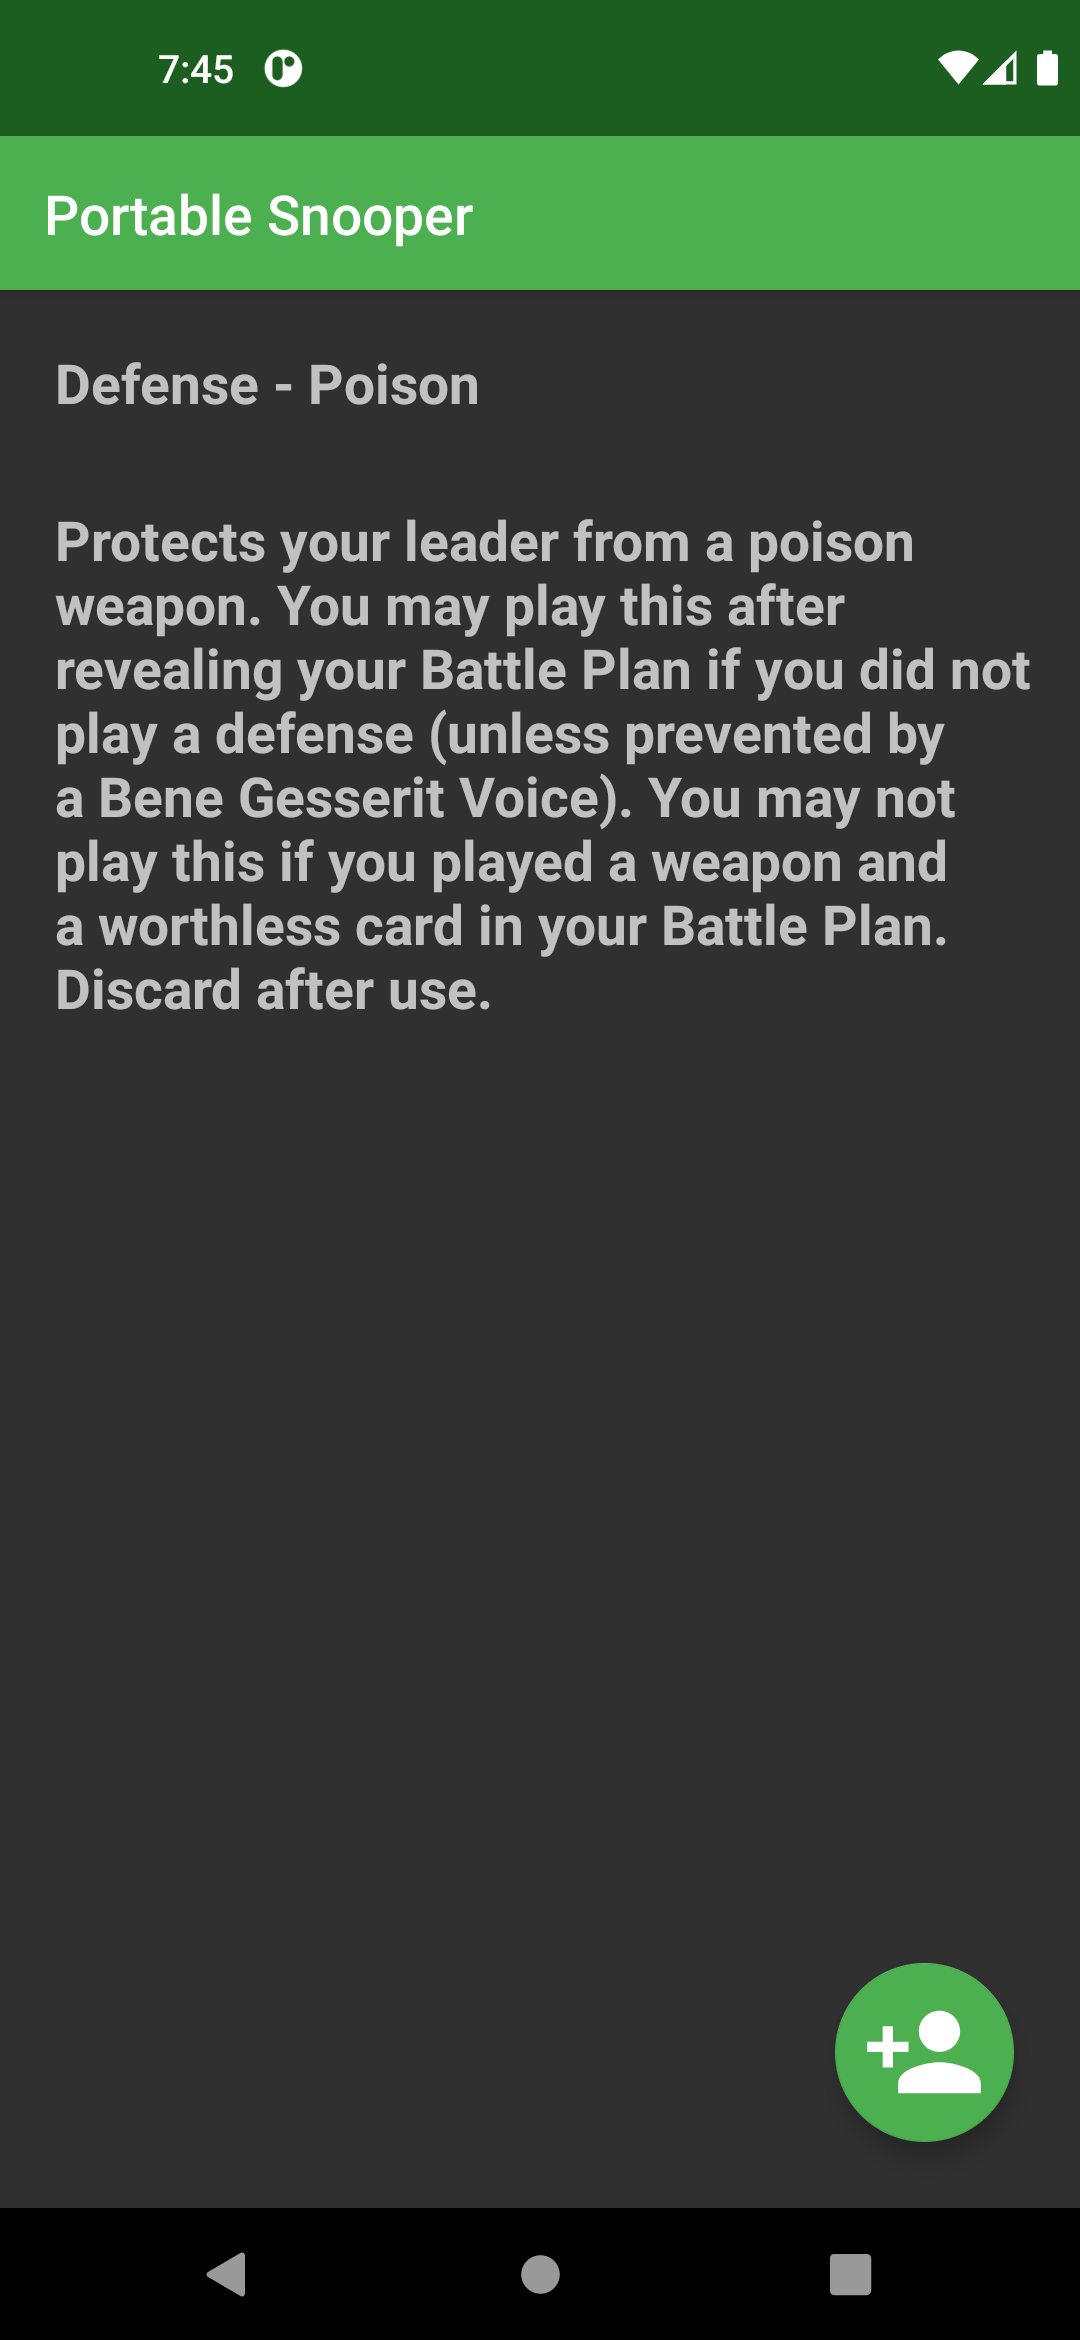 7:45
Portable Snooper
Defense - Poison
Protects your leader from a poison
weapon. You may play this after
revealing your Battle Plan if you did not
play a defense (unless prevented by
a Bene Gesserit Voice). You may not
play this if you played a weapon and
a worthless card in your Battle Plan.
Discard after use.